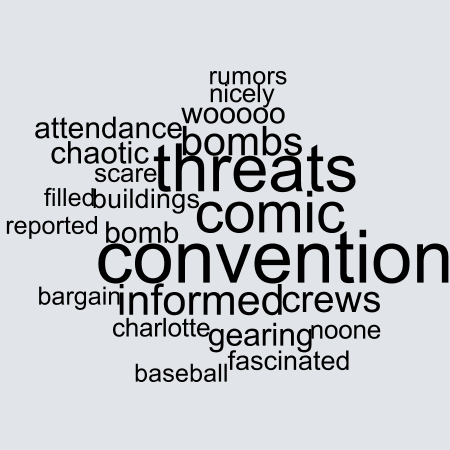 rumors
nicely
wooooo
attendance
bombs
chaotic
threats
scare
filled
buildings
comic
reported
bomb
convention
bargain
informed
crews
charlotte
gearing
noone
fascinated
baseball